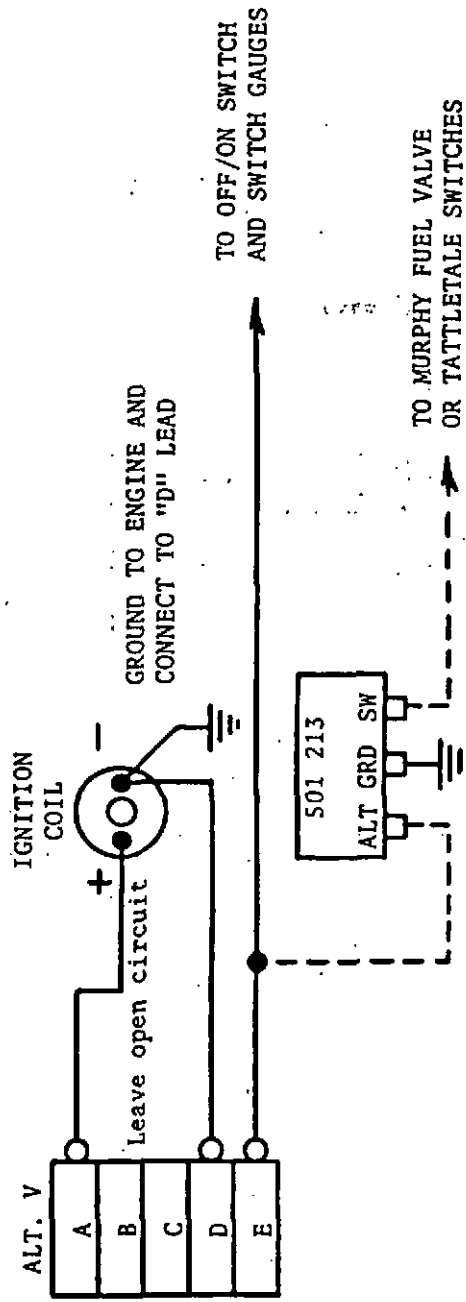 ALT. V
A
B
C
D
E
Leave open circuit
IGNITION
COIL
+
-
GROUND TO ENGINE AND
CONNECT TO "D" LEAD
TO OFF/ON SWITCH
AND SWITCH GAUGES
501 213
ALT GRD SW
TO MURPHY FUEL VALVE
OR TATTLETALE SWITCHES